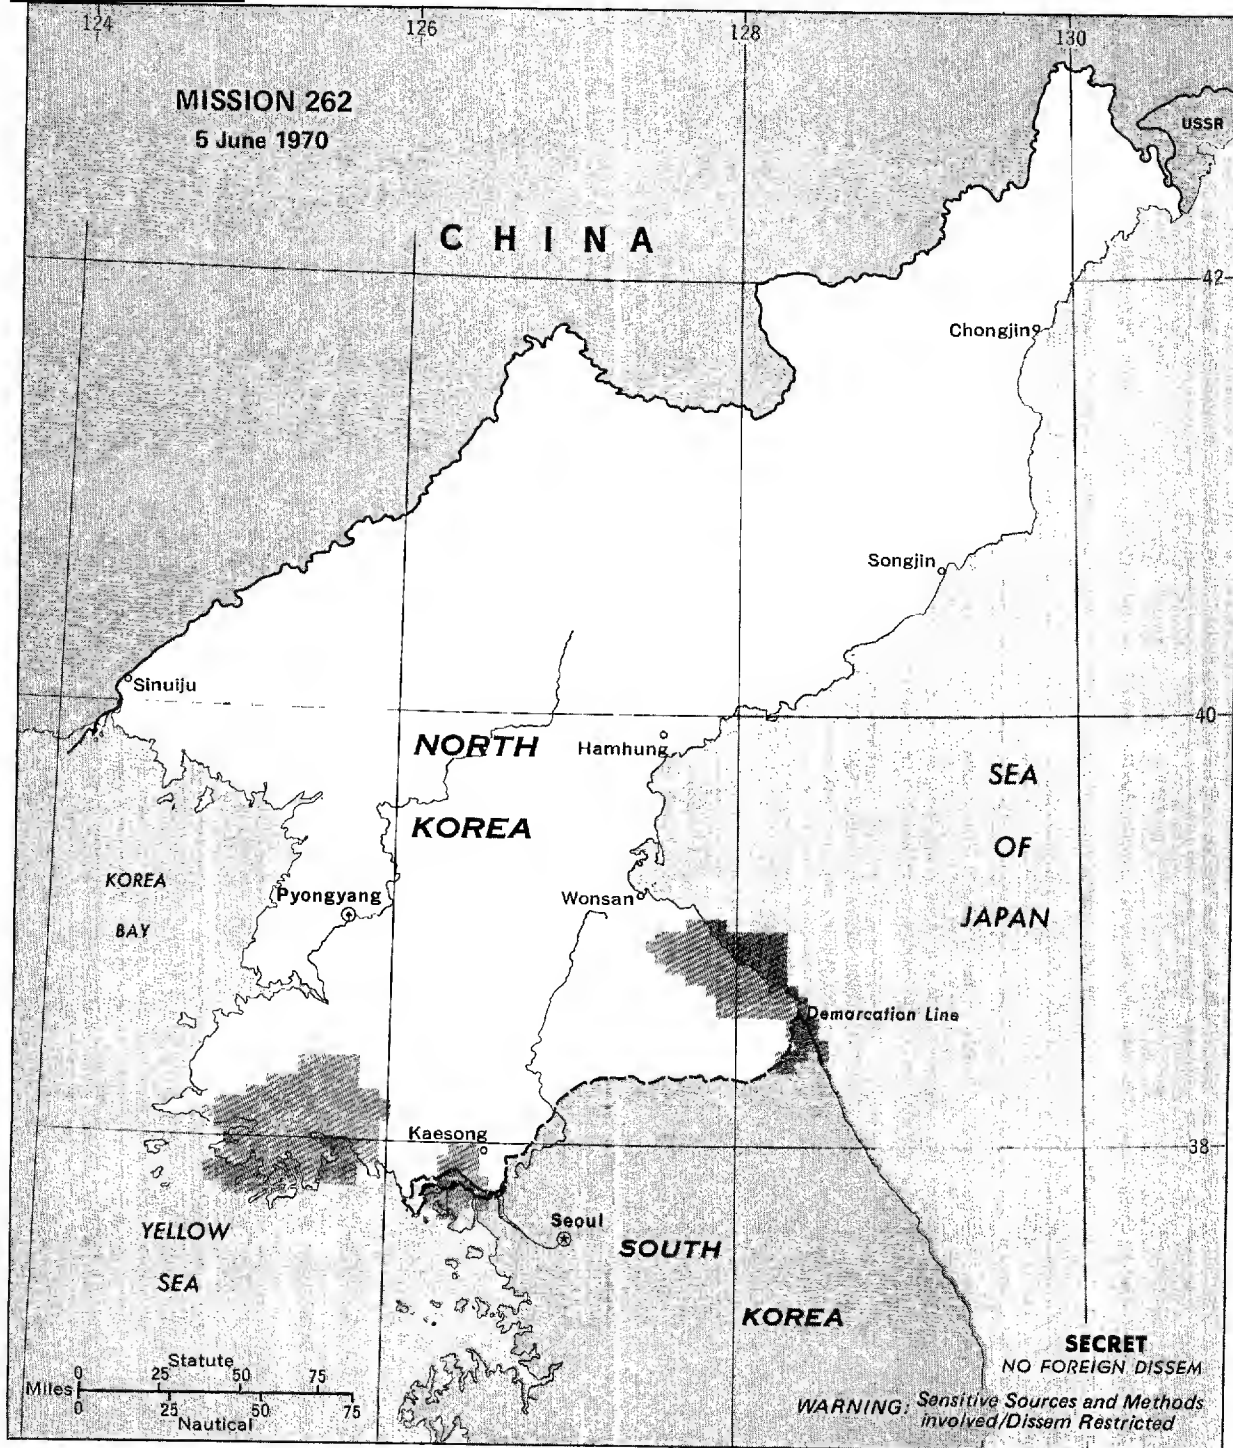 124 126 128 130
MISSION 262
5 June 1970
USSR
CHINA
42
Chongjin
Songjin
Sinuiju
40
NORTH
KOREA
Hamhung
SEA
OF
JAPAN
KOREA
BAY
Pyongyang
Wonsan
Demarcation Line
Kaesong
38
YELLOW
SEA
Seoul
SOUTH
KOREA
SECRET
NO FOREIGN DISSEM
WARNING: Sensitive Sources and Methods
involved/Dissem Restricted
Statute
0 25 50 75
Miles
0 25 50 75
Nautical